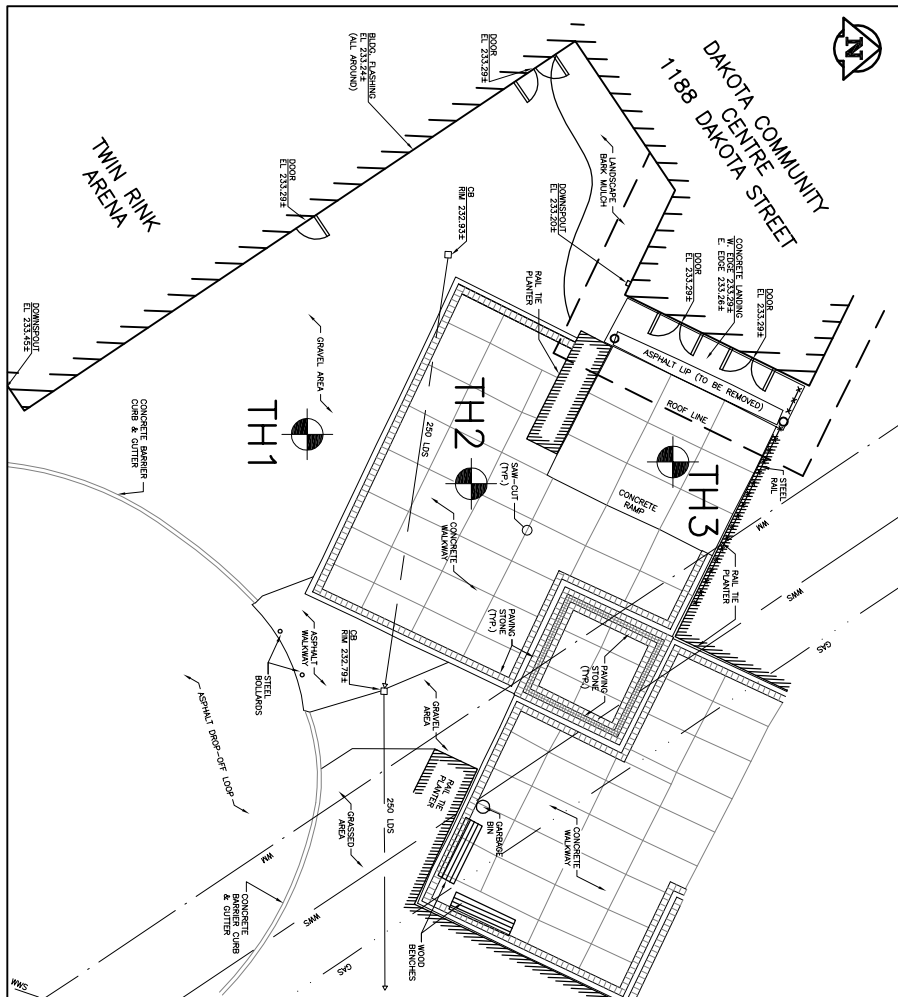 N
DAKOTA COMMUNITY
CENTRE
1188 DAKOTA STREET
DOOR
EL 233.29±
BLDG. FLASHING
EL 233.24±
(ALL AROUND)
TWIN RINK
ARENA
DOOR
EL 233.29±
LANDSCAPE
BARK MULCH
DOWNSPOUT
EL 233.20±
CB
RIM 232.93±
RAIL TIE
PLANTER
CONCRETE LANDING
W. EDGE 233.29±
E. EDGE 233.26±
DOOR
EL 233.29±
DOOR
EL 233.29±
ASPHALT LIP (TO BE REMOVED)
ROOF LINE
DOWNSPOUT
EL 233.45±
GRAVEL AREA
CONCRETE BARRIER
CURB & GUTTER
TH1
TH2
TH3
250 LDS
SAW-CUT
(TYP.)
CONCRETE
RAMP
STEEL
RAIL
WM
CONCRETE
WALKWAY
RAIL TIE
PLANTER
WWS
GAS
PAVING
STONE
(TYP.)
PAVING
STONE
(TYP.)
CB
RIM 232.79±
ASPHALT
WALKWAY
STEEL
BOLLARDS
GRAVEL
AREA
ASPHALT DROP-OFF LOOP
RAIL TIE
PLANTER
250 LDS
GRASSED
AREA
GARBAGE
BIN
CONCRETE
WALKWAY
WM
CONCRETE
BARRIER CURB
& GUTTER
WWS
WOOD
BENCHES
GAS
WWS